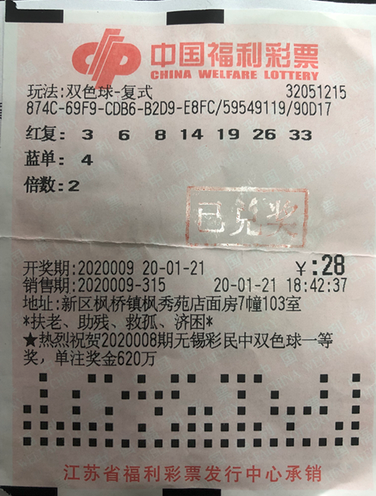 中国福利彩票
CHINA WELFARE LOTTERY
玩法:双色球-复式 32051215
874C-69F9-CDB6-B2D9-E8FC/59549119/90D17
红复: 3 6 8 14 19 26 33
蓝单: 4
倍数:2
已兑奖
开奖期:2020009 20-01-21 ¥:28
销售期:2020009-315 20-01-21 18:42:37
地址:新区枫桥镇枫秀苑店面房7幢103室
*扶老、助残、救孤、济困*
★热烈祝贺2020008期无锡彩民中双色球一等
奖，单注奖金620万
江苏省福利彩票发行中心承销